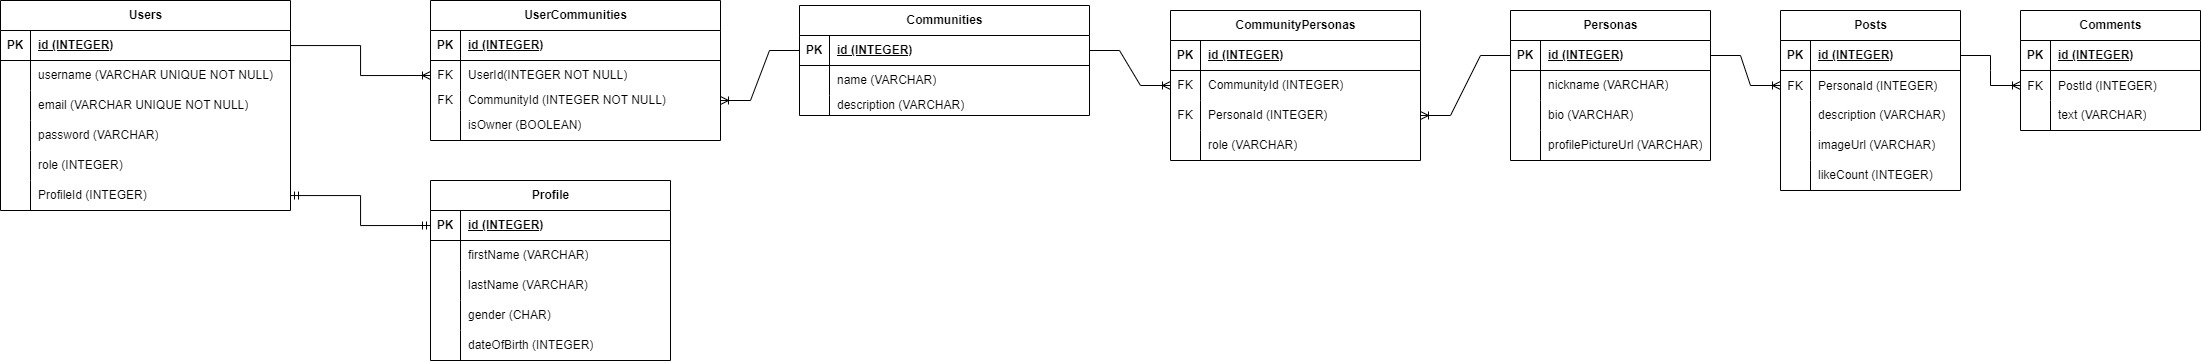 Users
PK id (INTEGER)
username (VARCHAR UNIQUE NOT NULL)
email (VARCHAR UNIQUE NOT NULL)
password (VARCHAR)
role (INTEGER)
ProfileId (INTEGER)
UserCommunities
PK id (INTEGER)
FK UserId(INTEGER NOT NULL)
FK CommunityId (INTEGER NOT NULL)
isOwner (BOOLEAN)
Profile
PK id (INTEGER)
firstName (VARCHAR)
lastName (VARCHAR)
gender (CHAR)
dateOfBirth (INTEGER)
Communities
PK id (INTEGER)
name (VARCHAR)
description (VARCHAR)
CommunityPersonas
PK id (INTEGER)
FK CommunityId (INTEGER)
FK PersonaId (INTEGER)
role (VARCHAR)
Personas
PK id (INTEGER)
nickname (VARCHAR)
bio (VARCHAR)
profilePictureUrl (VARCHAR)
Posts
PK id (INTEGER)
FK PersonaId (INTEGER)
description (VARCHAR)
imageUrl (VARCHAR)
likeCount (INTEGER)
Comments
PK id (INTEGER)
FK PostId (INTEGER)
text (VARCHAR)